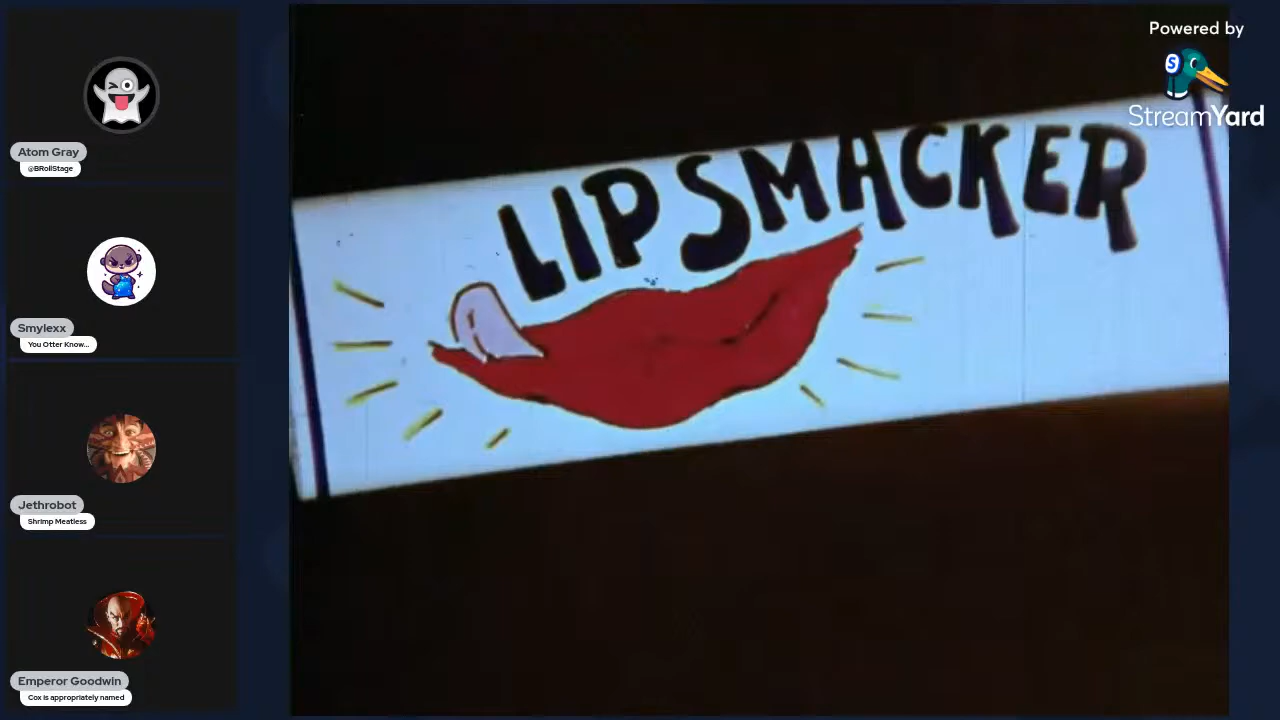 Powered by
StreamYard
Atom Gray
@BRollStage
Smylexx
You Otter Know...
Jethrobot
Shrimp Meatless
Emperor Goodwin
Cox is appropriately named
LIPSMACKER